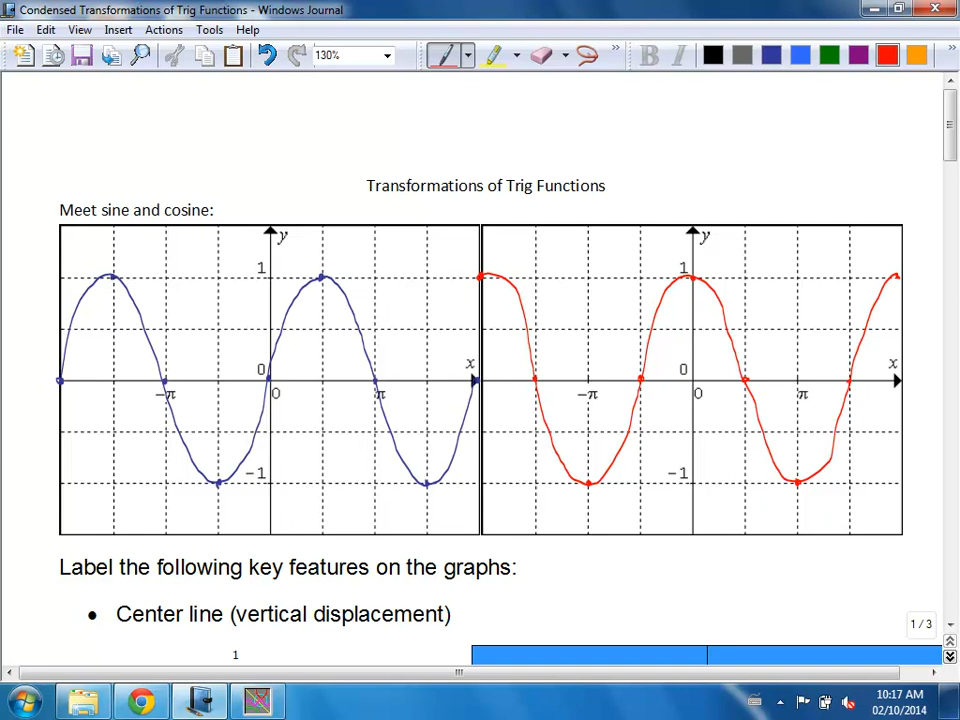 Condensed Transformations of Trig Functions - Windows Journal
File Edit View Insert Actions Tools Help
130% B I
Transformations of Trig Functions
Meet sine and cosine:
y y
1 1
0 x 0 x
-π 0 π -π 0 π
-1 -1
Label the following key features on the graphs:
• Center line (vertical displacement)
1 / 3
1
10:17 AM
02/10/2014